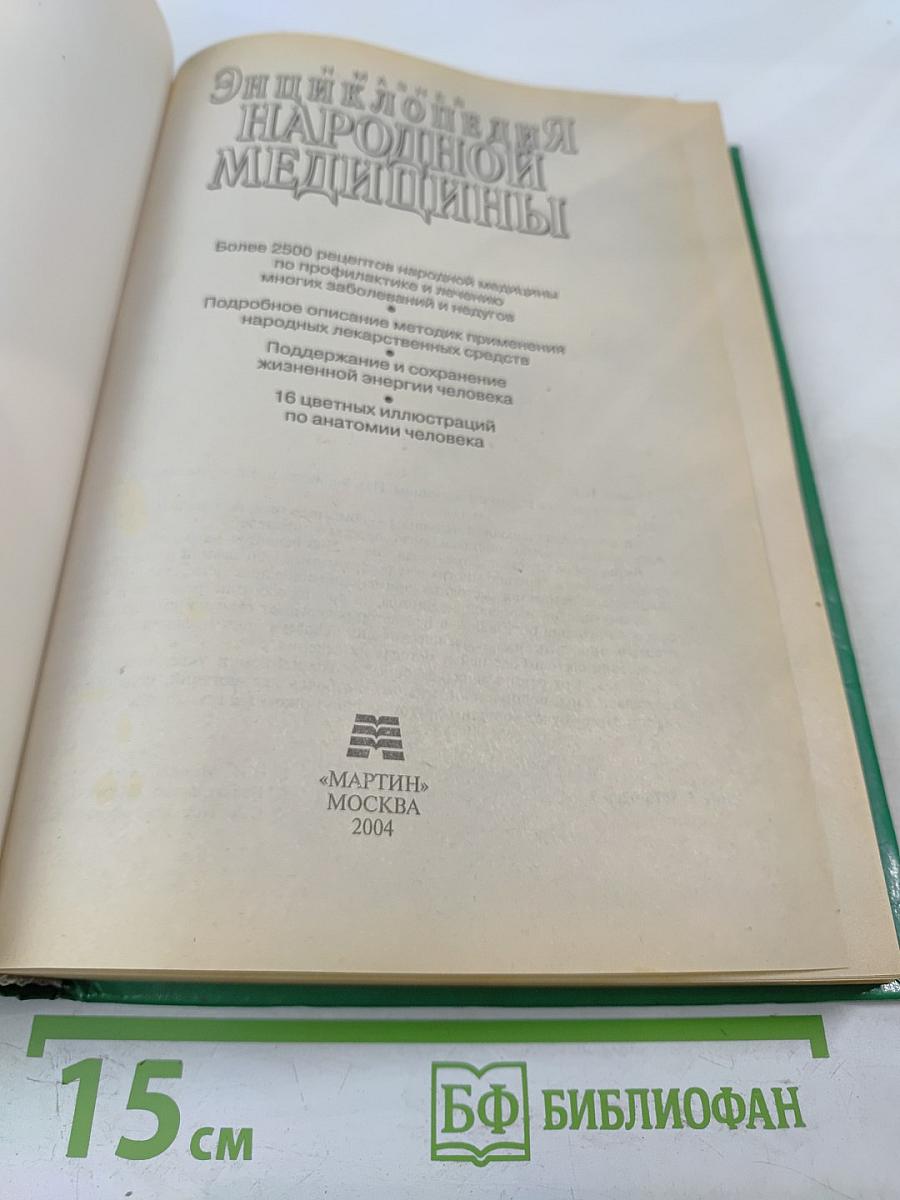 ЭНЦИКЛОПЕДИЯ
НАРОДНОЙ
МЕДИЦИНЫ
Более 2500 рецептов народной медицины
по профилактике и лечению
многих заболеваний и недугов
•
Подробное описание методик применения
народных лекарственных средств
•
Поддержание и сохранение
жизненной энергии человека
•
16 цветных иллюстраций
по анатомии человека
«МАРТИН»
МОСКВА
2004
15 см
БФ БИБЛИОФАН